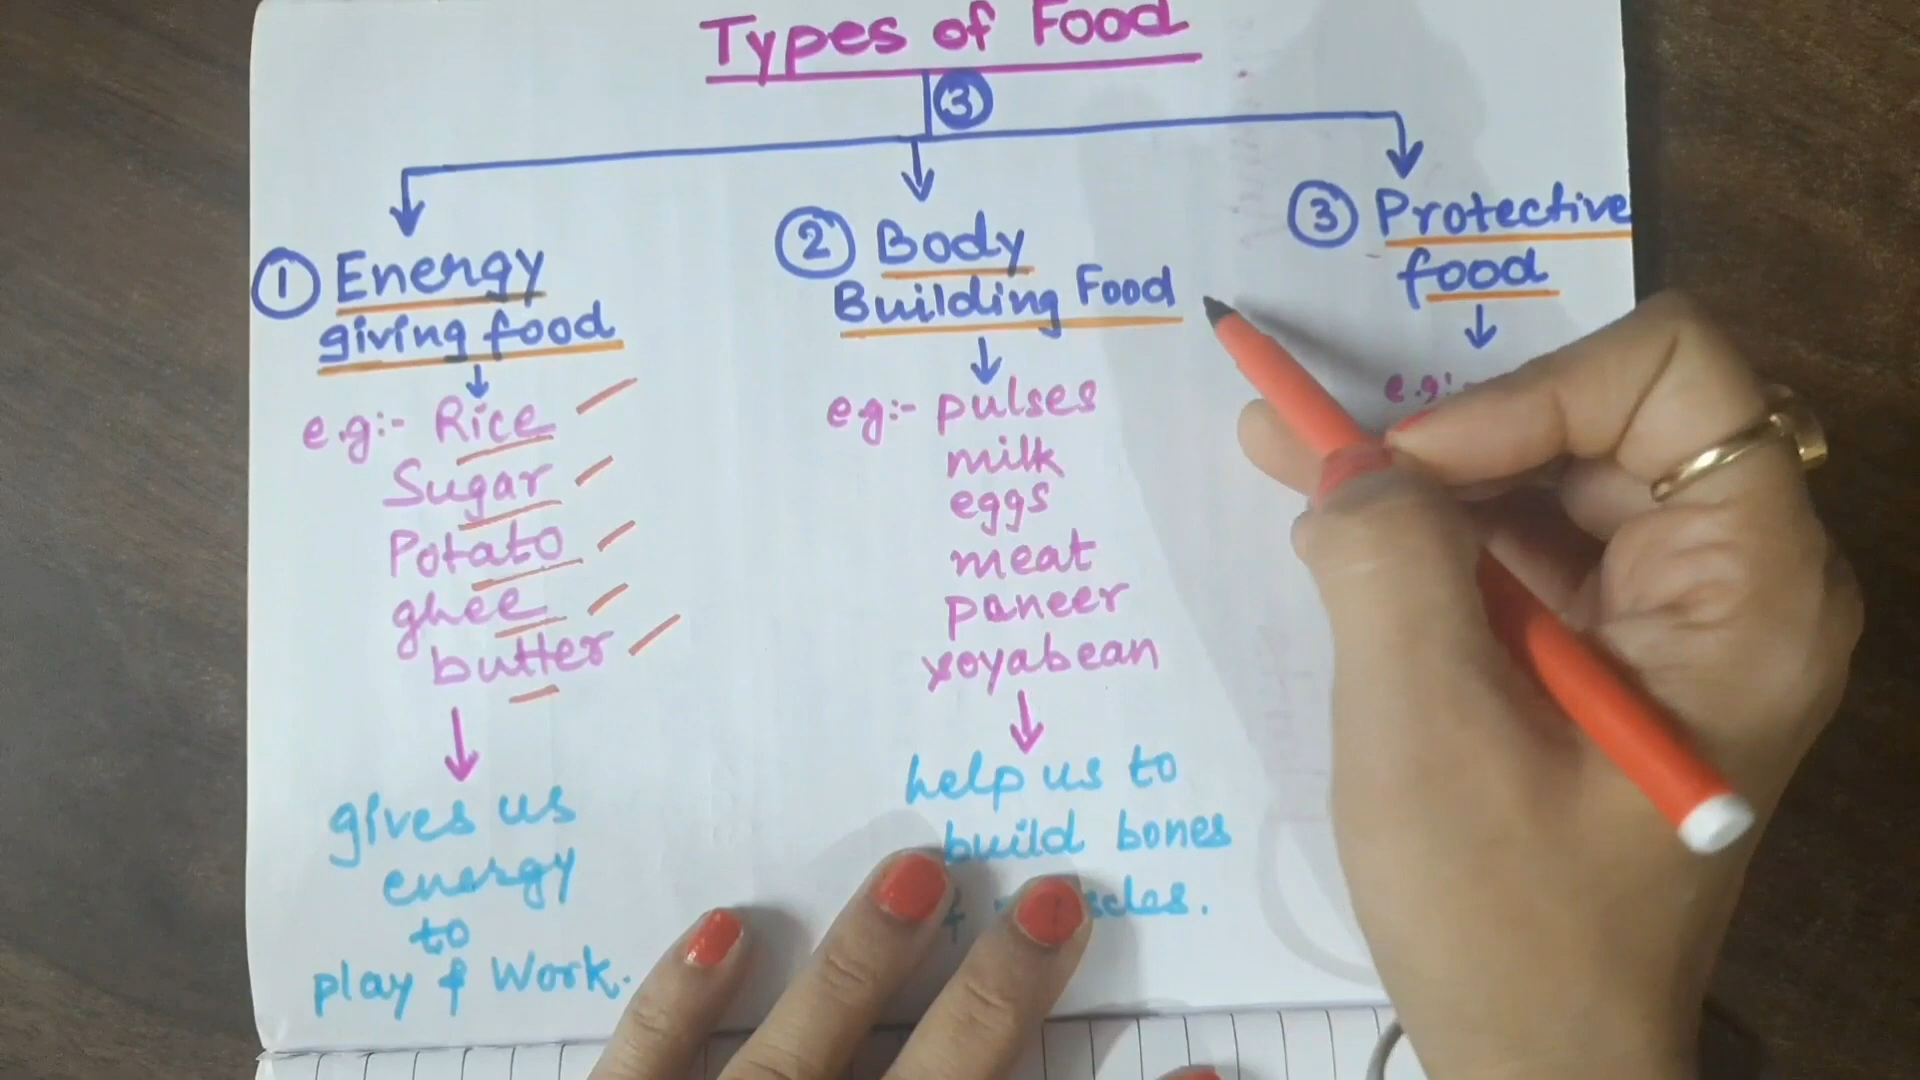 Types of Food
3
1 Energy
giving food
e.g:- Rice
Sugar
Potato
ghee
butter
gives us
energy
to
play & Work.
2 Body
Building Food
eg:- pulses
milk
eggs
meat
paneer
soyabean
help us to
build bones
&
3 Protective
food
e.g:-